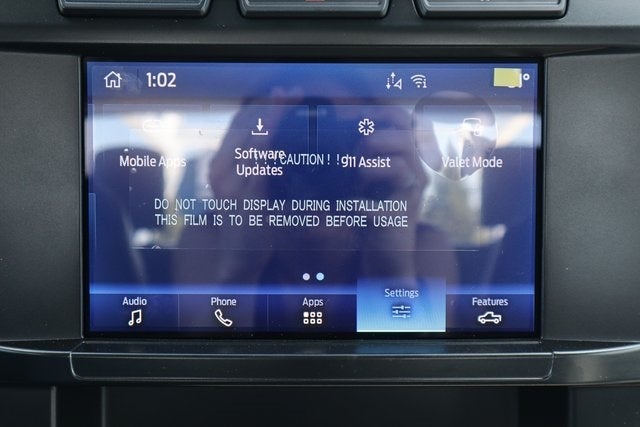 1:02
°
Mobile Apps
Software
Updates
911 Assist
Valet Mode
! CAUTION ! !
DO NOT TOUCH DISPLAY DURING INSTALLATION
THIS FILM IS TO BE REMOVED BEFORE USAGE
Audio
Phone
Apps
Settings
Features